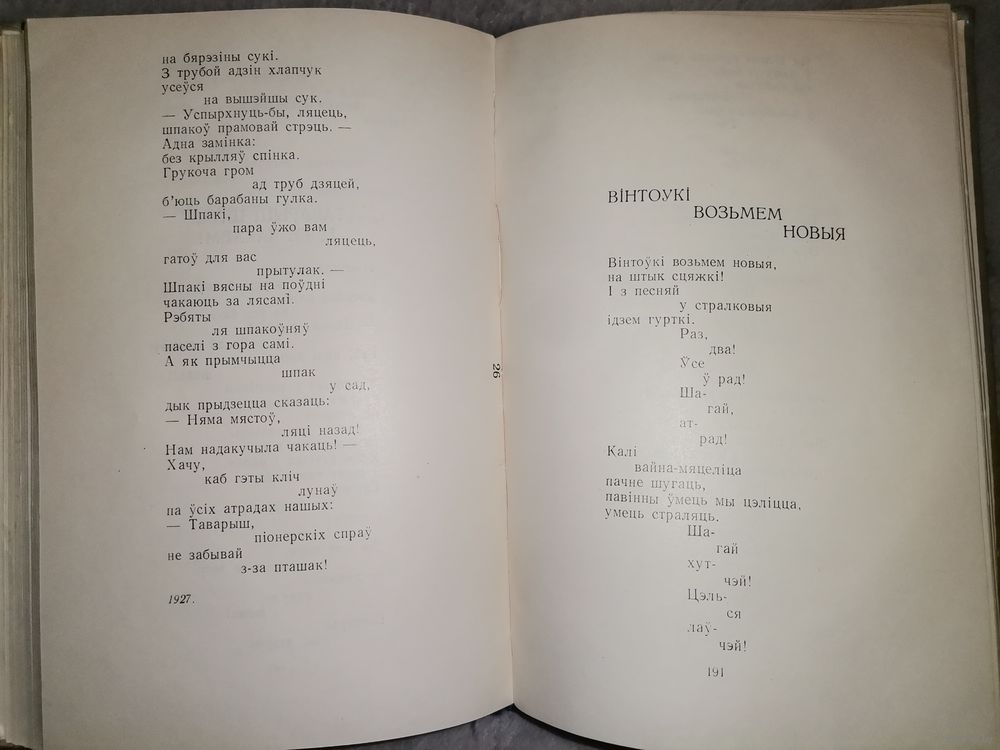 на бярэзіны сукі.
З трубой адзін хлапчук
усеўся
на вышэйшы сук.
— Успырхнуць-бы, ляцець,
шпакоў прамовай стрэць. —
Адна замінка:
без крылляў спінка.
Грукоча гром
ад труб дзяцей,
б'юць барабаны гулка.
— Шпакі,
пара ўжо вам
ляцець,
гатоў для вас
прытулак. —
Шпакі вясны на поўдні
чакаюць за лясамі.
Рэбяты
ля шпакоўняў
паселі з гора самі.
А як прымчыцца
шпак
у сад,
дык прыдзецца сказаць:
— Няма мястоў,
ляці назад!
Нам надакучыла чакаць! —
Хачу,
каб гэты кліч
лунаў
па ўсіх атрадах нашых:
— Таварыш,
піонерскіх спраў
не забывай
з-за пташак!
1927.
26
ВІНТОУКІ
ВОЗЬМЕМ
НОВЫЯ
Вінтоўкі возьмем новыя,
на штык сцяжкі!
І з песняй
у стралковыя
ідзем гурткі.
Раз,
два!
Ўсе
ў рад!
Ша-
гай,
ат-
рад!
Калі
вайна-мяцеліца
пачне шугаць,
павінны ўмець мы цэліцца,
умець страляць.
Ша-
гай
хут-
чэй!
Цэль-
ся
лаў-
чэй!
191